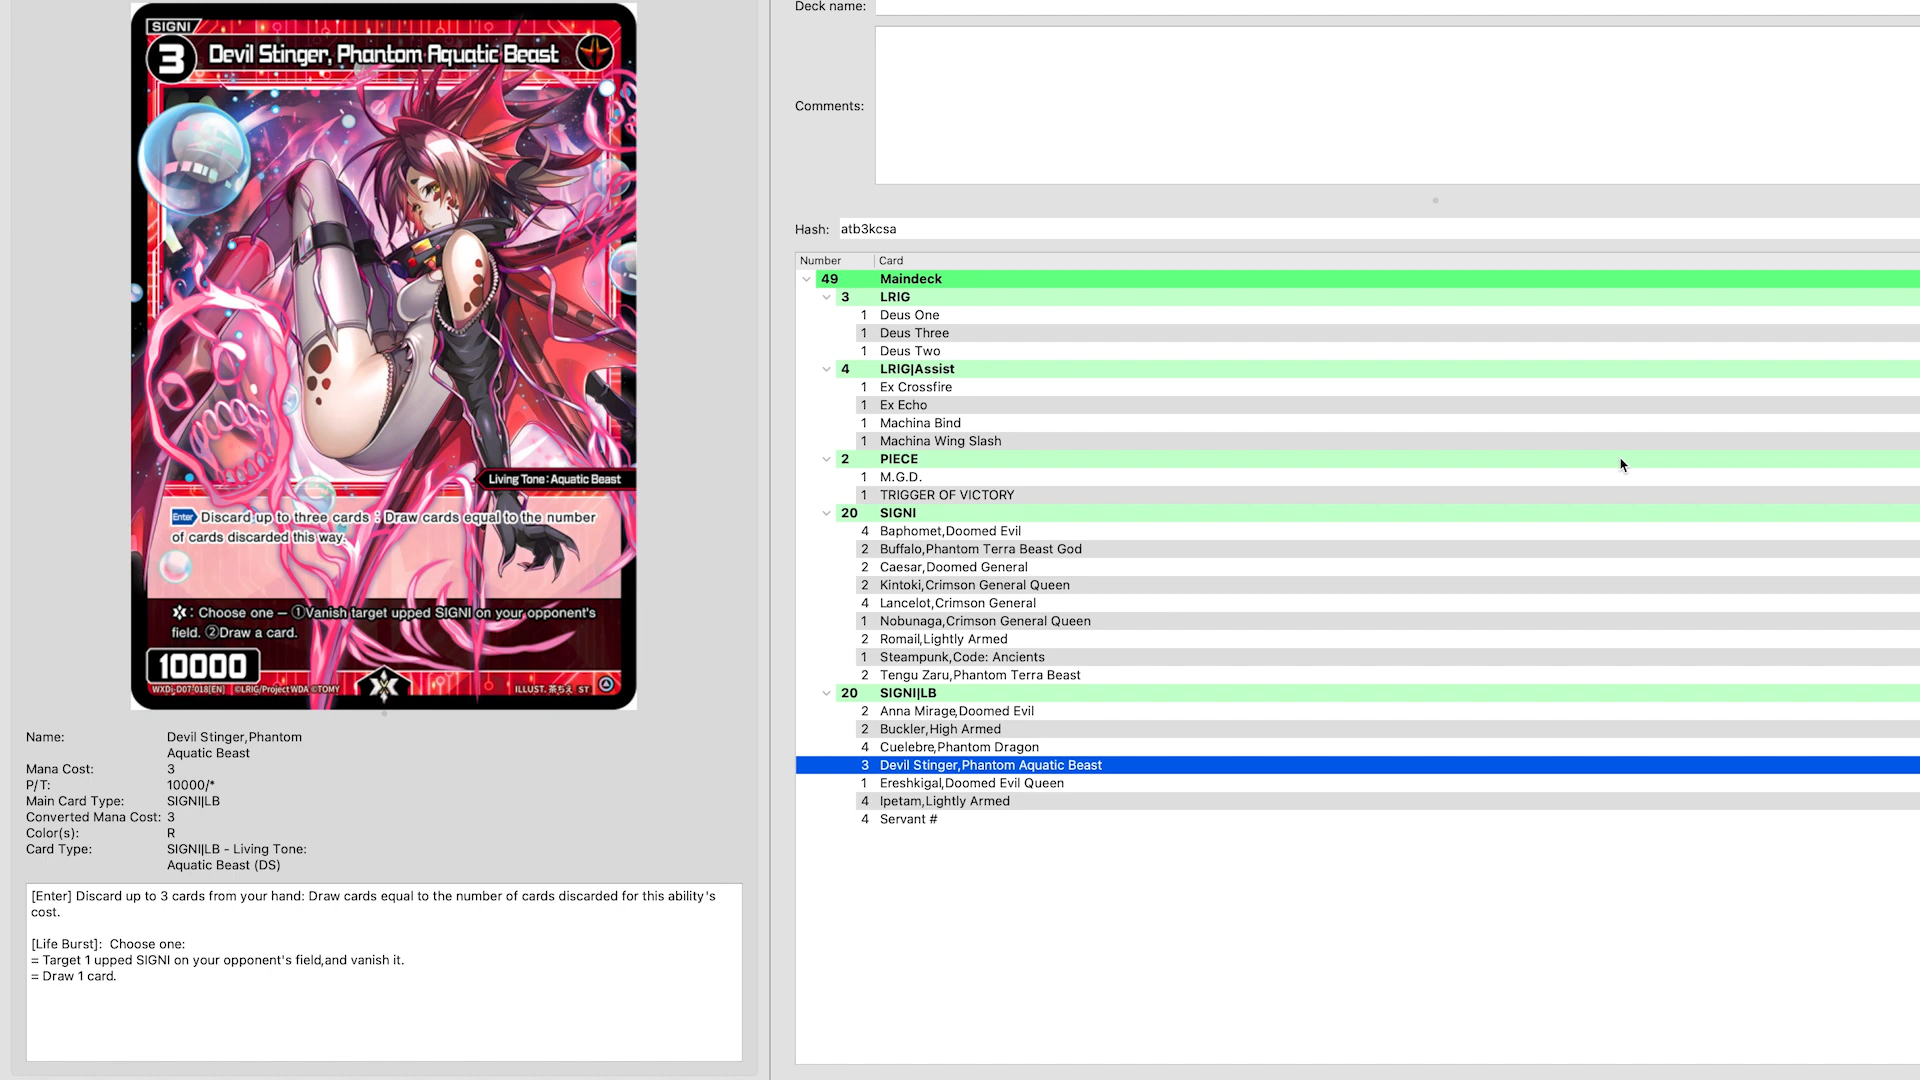 SIGNI
3 Devil Stinger, Phantom Aquatic Beast
Living Tone: Aquatic Beast
Enter Discard up to three cards : Draw cards equal to the number
of cards discarded this way.
: Choose one — ①Vanish target upped SIGNI on your opponent's
field. ②Draw a card.
10000
WXDi-D07-018[EN] ©LRIG/Project WDA ©TOMY
ILLUST. 茶ちえ ST
Name: Devil Stinger,Phantom
Aquatic Beast
Mana Cost: 3
P/T: 10000/*
Main Card Type: SIGNI|LB
Converted Mana Cost: 3
Color(s): R
Card Type: SIGNI|LB - Living Tone:
Aquatic Beast (DS)
[Enter] Discard up to 3 cards from your hand: Draw cards equal to the number of cards discarded for this ability's
cost.
[Life Burst]: Choose one:
= Target 1 upped SIGNI on your opponent's field,and vanish it.
= Draw 1 card.
Deck name:
Comments:
Hash: atb3kcsa
Number Card
49 Maindeck
3 LRIG
1 Deus One
1 Deus Three
1 Deus Two
4 LRIG|Assist
1 Ex Crossfire
1 Ex Echo
1 Machina Bind
1 Machina Wing Slash
2 PIECE
1 M.G.D.
1 TRIGGER OF VICTORY
20 SIGNI
4 Baphomet,Doomed Evil
2 Buffalo,Phantom Terra Beast God
2 Caesar,Doomed General
2 Kintoki,Crimson General Queen
4 Lancelot,Crimson General
1 Nobunaga,Crimson General Queen
2 Romail,Lightly Armed
1 Steampunk,Code: Ancients
2 Tengu Zaru,Phantom Terra Beast
20 SIGNI|LB
2 Anna Mirage,Doomed Evil
2 Buckler,High Armed
4 Cuelebre,Phantom Dragon
3 Devil Stinger,Phantom Aquatic Beast
1 Ereshkigal,Doomed Evil Queen
4 Ipetam,Lightly Armed
4 Servant #